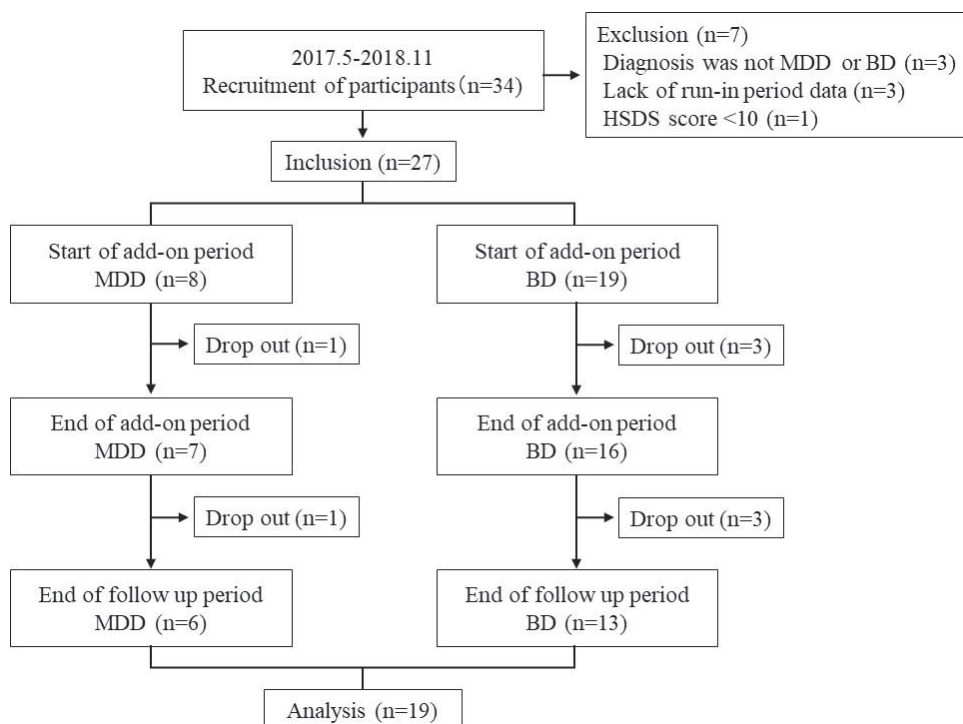 2017.5-2018.11
Recruitment of participants (n=34)
Exclusion (n=7)
Diagnosis was not MDD or BD (n=3)
Lack of run-in period data (n=3)
HSDS score <10 (n=1)
Inclusion (n=27)
Start of add-on period
MDD (n=8)
Start of add-on period
BD (n=19)
Drop out (n=1)
Drop out (n=3)
End of add-on period
MDD (n=7)
End of add-on period
BD (n=16)
Drop out (n=1)
Drop out (n=3)
End of follow up period
MDD (n=6)
End of follow up period
BD (n=13)
Analysis (n=19)